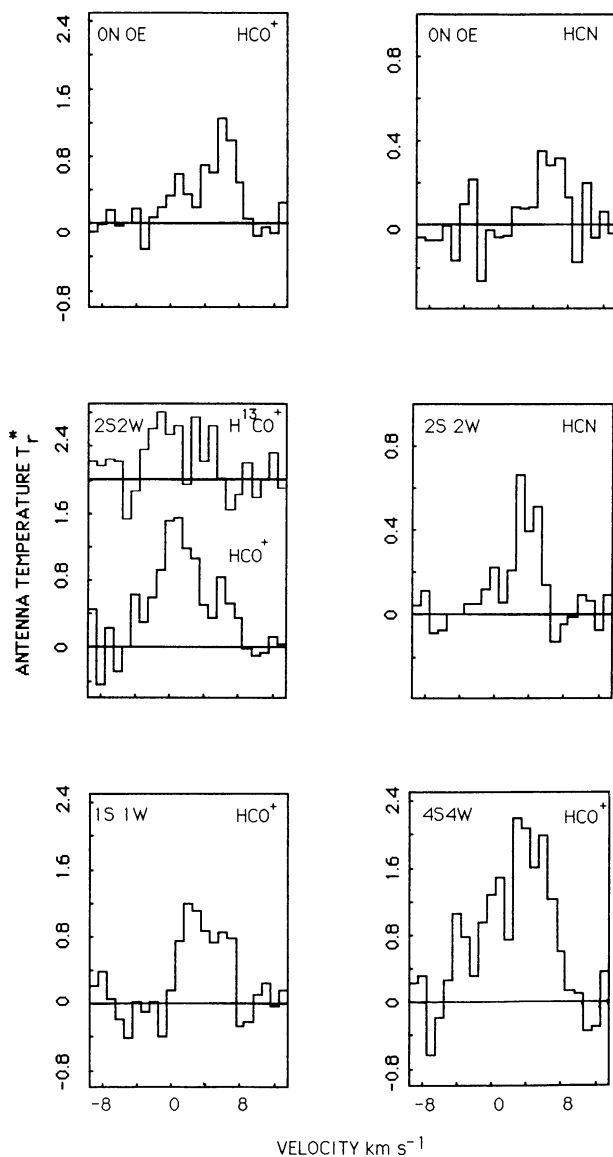 ANTENNA TEMPERATURE T_r^*
2.4
1.6
0.8
0
-0.8
ON OE HCO+
0.8
0.4
0
ON OE HCN
2.4
1.6
0.8
0
2S2W H13CO+
HCO+
0.8
0.4
0
2S 2W HCN
2.4
1.6
0.8
0
-0.8
1S 1W HCO+
-8 0 8
2.4
1.6
0.8
0
-0.8
4S4W HCO+
-8 0 8
VELOCITY km s−1